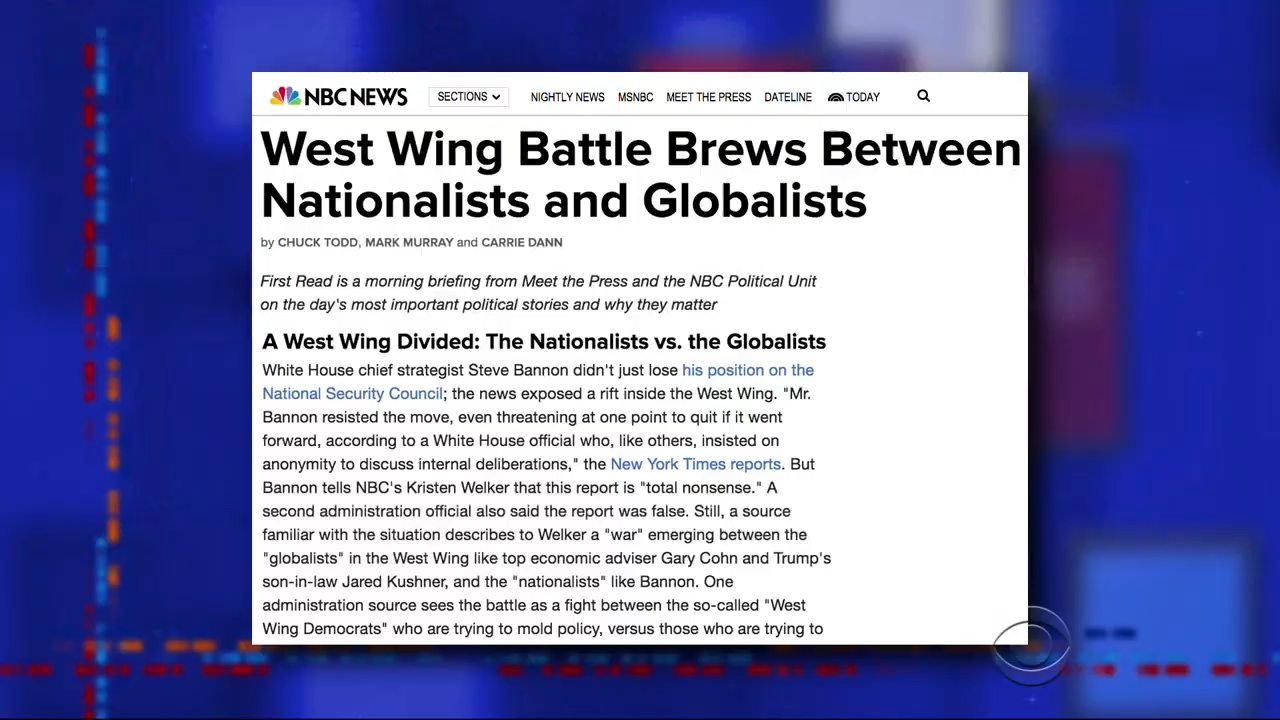 NBC NEWS SECTIONS NIGHTLY NEWS MSNBC MEET THE PRESS DATELINE TODAY
West Wing Battle Brews Between
Nationalists and Globalists
by CHUCK TODD, MARK MURRAY and CARRIE DANN
First Read is a morning briefing from Meet the Press and the NBC Political Unit
on the day's most important political stories and why they matter
A West Wing Divided: The Nationalists vs. the Globalists
White House chief strategist Steve Bannon didn't just lose his position on the
National Security Council; the news exposed a rift inside the West Wing. "Mr.
Bannon resisted the move, even threatening at one point to quit if it went
forward, according to a White House official who, like others, insisted on
anonymity to discuss internal deliberations," the New York Times reports. But
Bannon tells NBC's Kristen Welker that this report is "total nonsense." A
second administration official also said the report was false. Still, a source
familiar with the situation describes to Welker a "war" emerging between the
"globalists" in the West Wing like top economic adviser Gary Cohn and Trump's
son-in-law Jared Kushner, and the "nationalists" like Bannon. One
administration source sees the battle as a fight between the so-called "West
Wing Democrats" who are trying to mold policy, versus those who are trying to